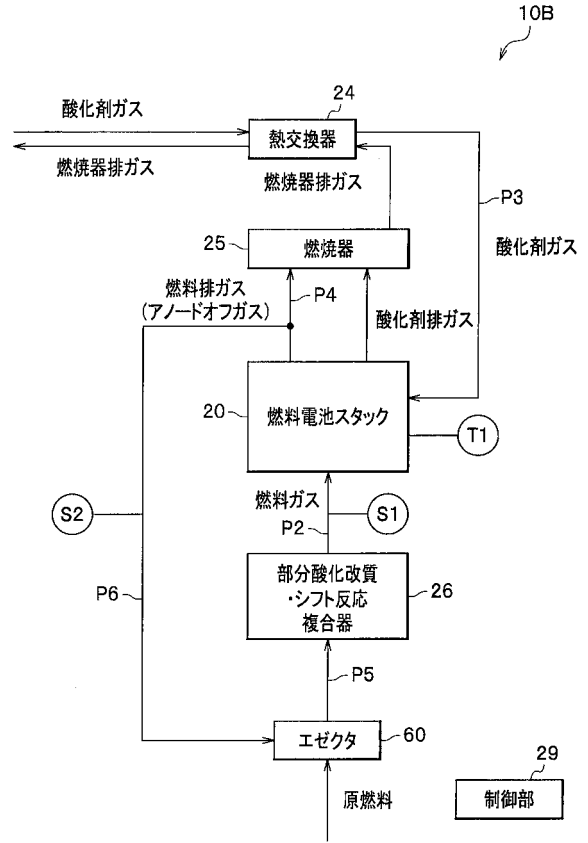 10B
酸化剤ガス
24
熱交換器
燃焼器排ガス
燃焼器排ガス
P3
25
燃焼器
酸化剤ガス
燃料排ガス
(アノードオフガス)
P4
酸化剤排ガス
20
燃料電池スタック
T1
燃料ガス
S2
S1
P2
部分酸化改質
・シフト反応
複合器
26
P6
P5
エゼクタ
60
原燃料
29
制御部